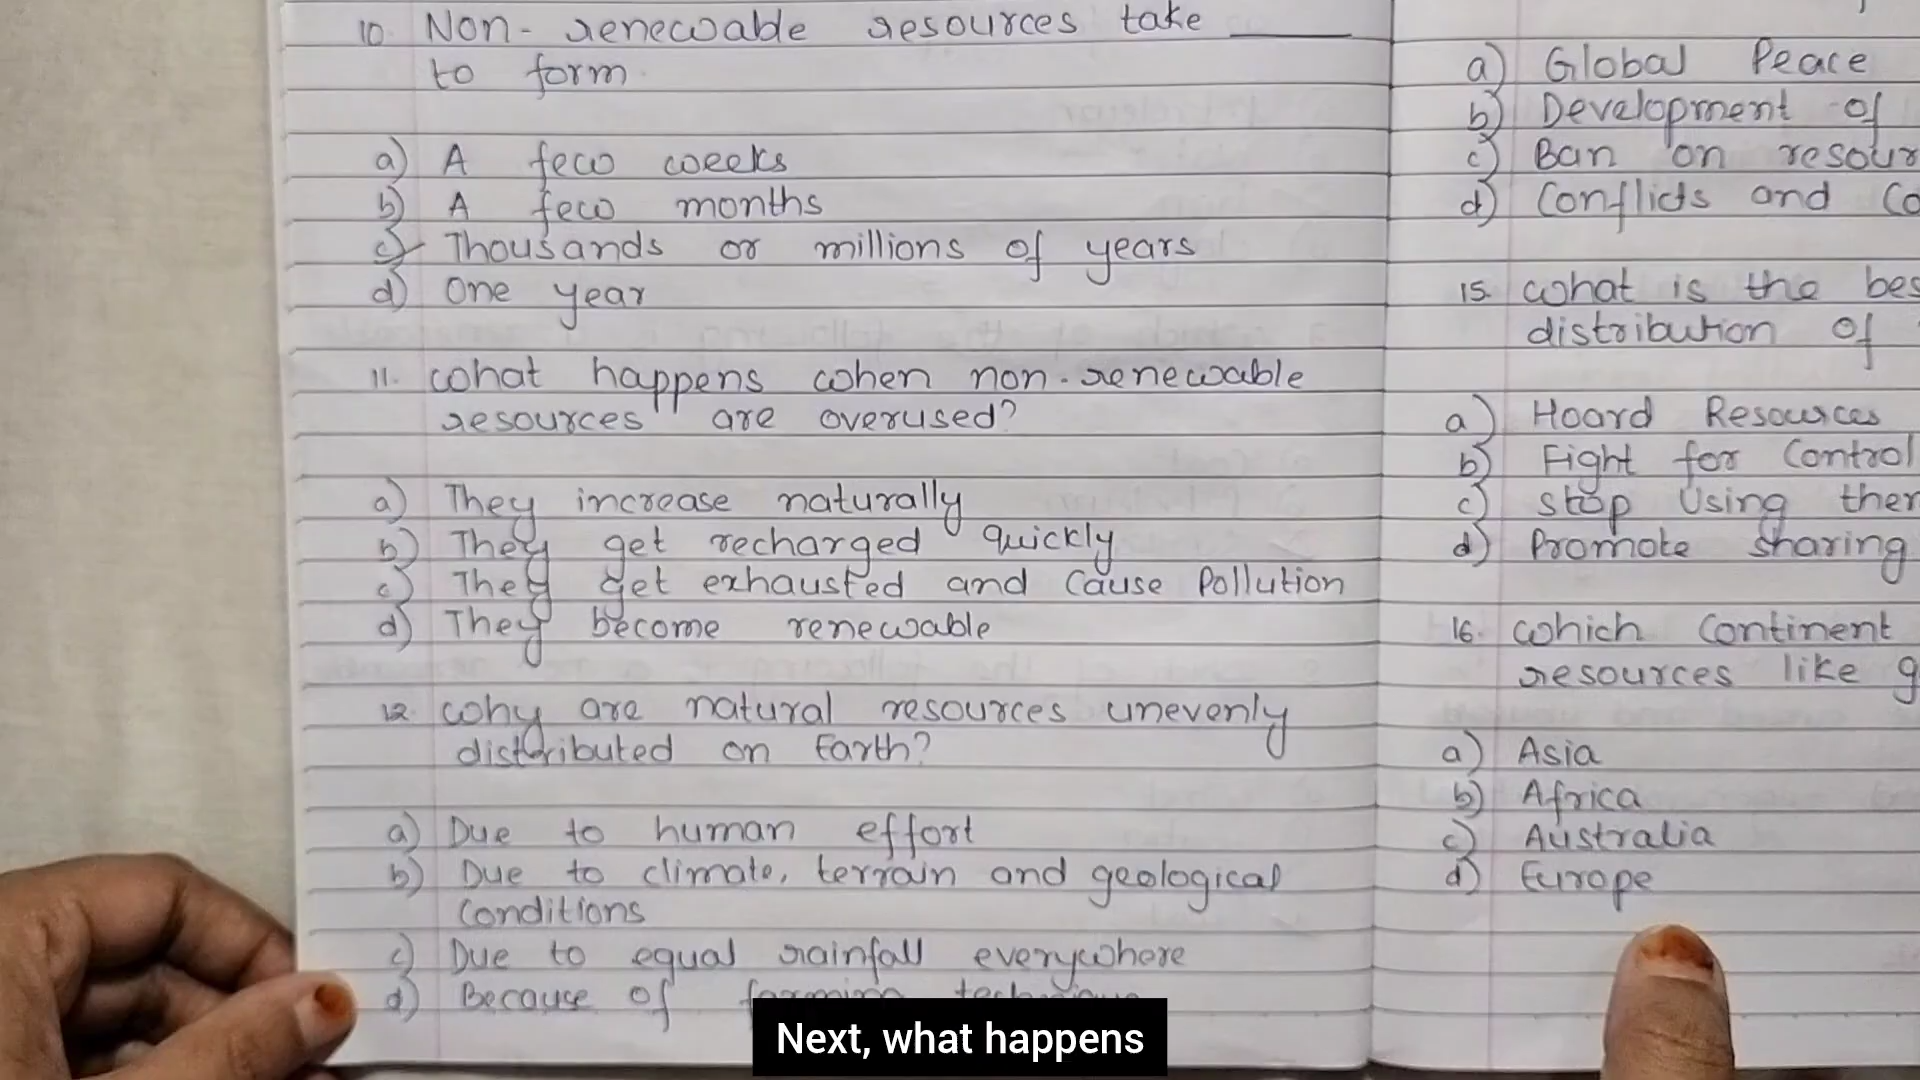 10. Non-renewable resources take ______
to form.
a) A few weeks
b) A few months
c) Thousands or millions of years
d) One year
11. What happens when non-renewable
resources are overused?
a) They increase naturally
b) They get recharged quickly
c) They get exhausted and cause Pollution
d) They become renewable
12. Why are natural resources unevenly
distributed on Earth?
a) Due to human effort
b) Due to climate, terrain and geological
Conditions
c) Due to equal rainfall everywhere
d) Because of farming
a) Global Peace
b) Development of
c) Ban on
d) Conflicts and
15. What is the
distribution of
a) Hoard Resources
b) Fight for Control
c) Stop Using
d) Promote sharing
16. Which Continent
resources like
a) Asia
b) Africa
c) Australia
d) Europe
Next, what happens